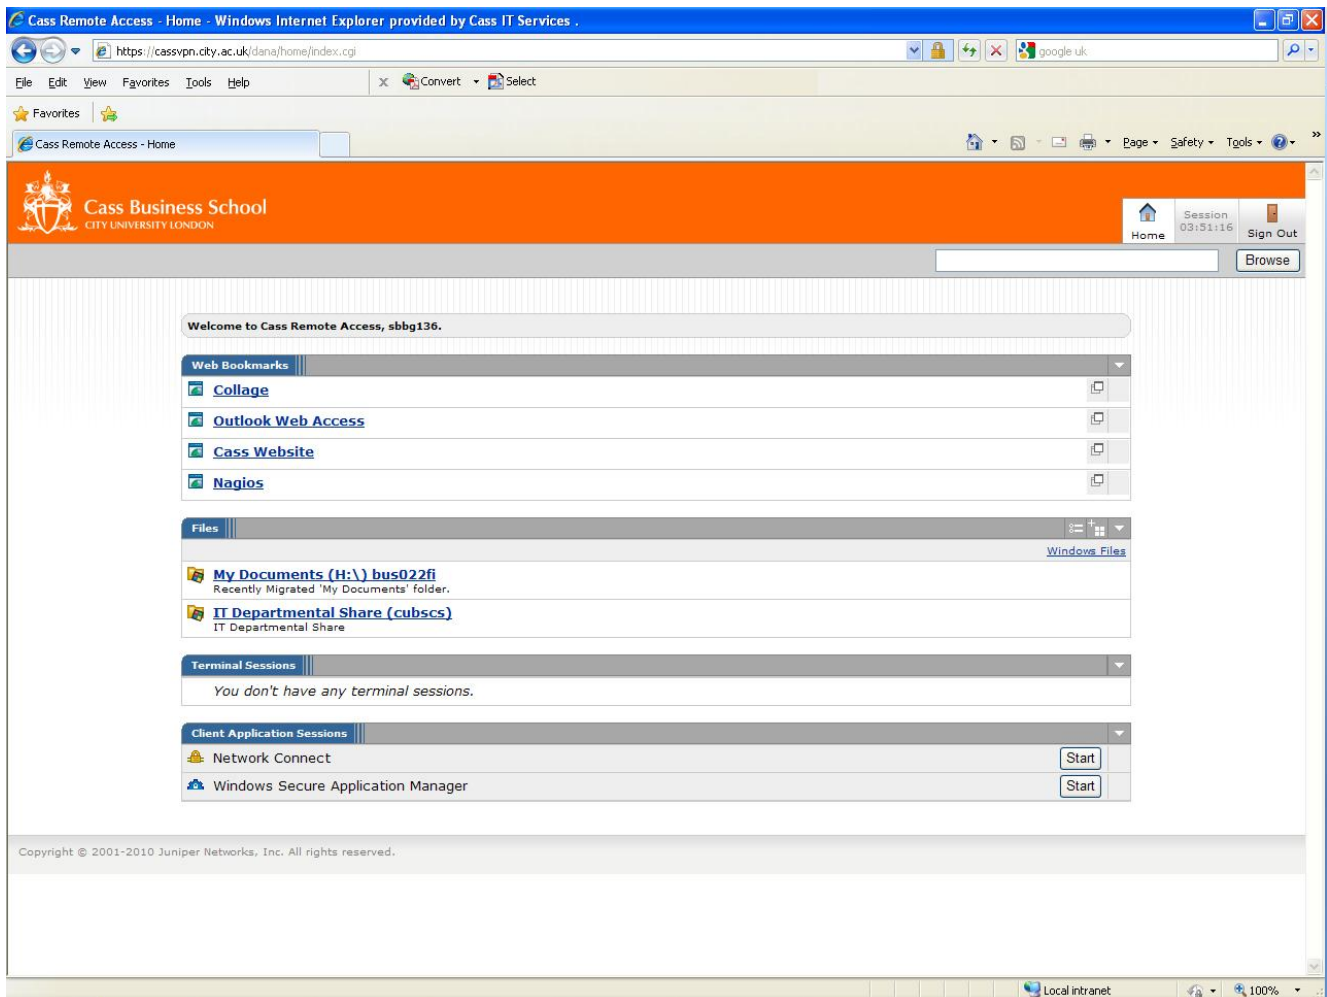 Cass Remote Access - Home - Windows Internet Explorer provided by Cass IT Services .
https://cassvpn.city.ac.uk/dana/home/index.cgi
google uk
File Edit View Favorites Tools Help
x Convert Select
Favorites
Cass Remote Access - Home
Page Safety Tools »
Cass Business School
CITY UNIVERSITY LONDON
Home
Session
03:51:16
Sign Out
Browse
Welcome to Cass Remote Access, sbbg136.
Web Bookmarks
Collage
Outlook Web Access
Cass Website
Nagios
Files
Windows Files
My Documents (H:\) bus022fi
Recently Migrated 'My Documents' folder.
IT Departmental Share (cubscs)
IT Departmental Share
Terminal Sessions
You don't have any terminal sessions.
Client Application Sessions
Network Connect Start
Windows Secure Application Manager Start
Copyright © 2001-2010 Juniper Networks, Inc. All rights reserved.
Local intranet 100%